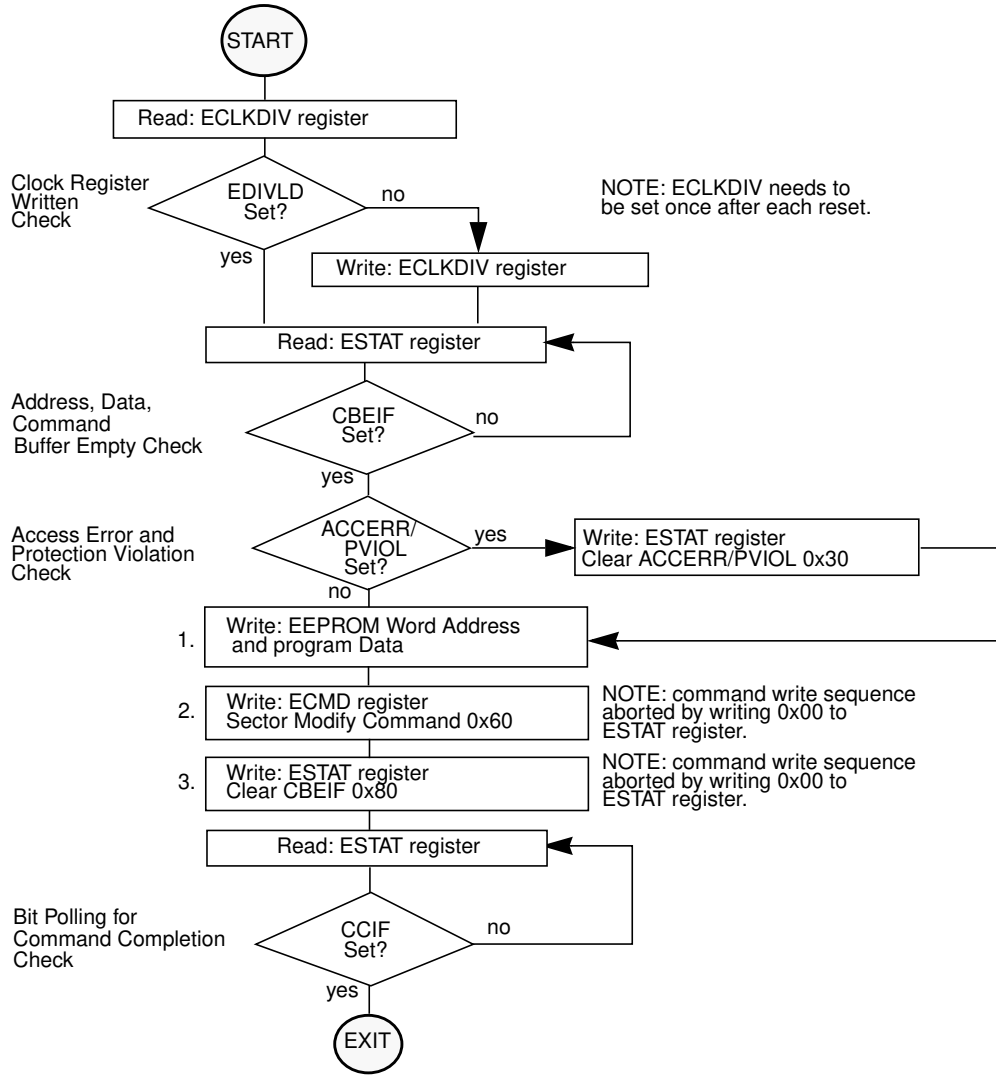 START
Read: ECLKDIV register
Clock Register
Written
Check
EDIVLD
Set?
no
yes
NOTE: ECLKDIV needs to
be set once after each reset.
Write: ECLKDIV register
Read: ESTAT register
Address, Data,
Command
Buffer Empty Check
CBEIF
Set?
no
yes
Access Error and
Protection Violation
Check
ACCERR/
PVIOL
Set?
yes
no
Write: ESTAT register
Clear ACCERR/PVIOL 0x30
1.
Write: EEPROM Word Address
and program Data
2.
Write: ECMD register
Sector Modify Command 0x60
NOTE: command write sequence
aborted by writing 0x00 to
ESTAT register.
3.
Write: ESTAT register
Clear CBEIF 0x80
NOTE: command write sequence
aborted by writing 0x00 to
ESTAT register.
Read: ESTAT register
Bit Polling for
Command Completion
Check
CCIF
Set?
no
yes
EXIT